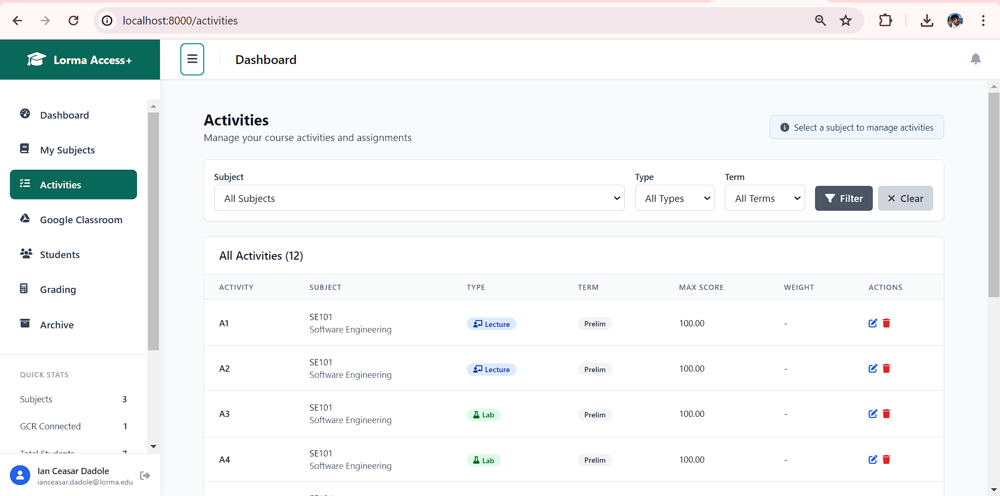 localhost:8000/activities
Lorma Access+
Dashboard
Dashboard
My Subjects
Activities
Google Classroom
Students
Grading
Archive
QUICK STATS
Subjects 3
GCR Connected 1
Total Students 7
Ian Ceasar Dadole
ianceasar.dadole@lorma.edu
Activities
Manage your course activities and assignments
Select a subject to manage activities
Subject Type Term
All Subjects All Types All Terms Filter Clear
All Activities (12)
ACTIVITY SUBJECT TYPE TERM MAX SCORE WEIGHT ACTIONS
A1 SE101 Lecture Prelim 100.00 -
Software Engineering
A2 SE101 Lecture Prelim 100.00 -
Software Engineering
A3 SE101 Lab Prelim 100.00 -
Software Engineering
A4 SE101 Lab Prelim 100.00 -
Software Engineering